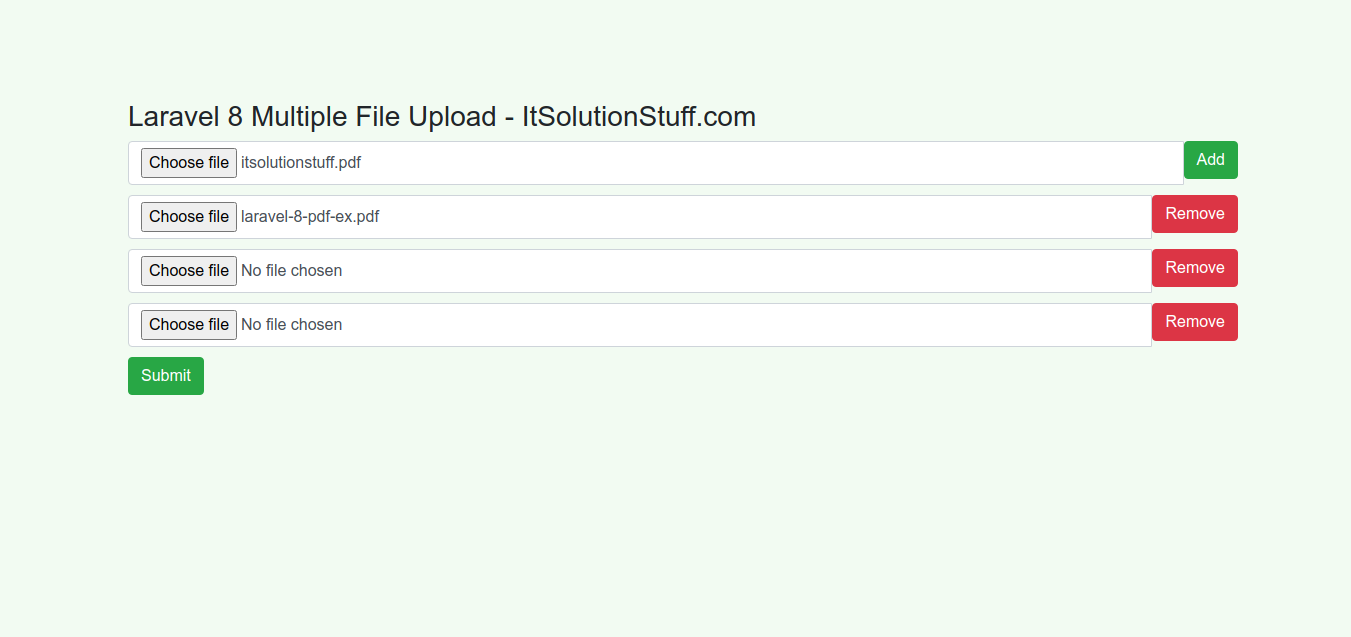 Laravel 8 Multiple File Upload - ItSolutionStuff.com
Choose file itsolutionstuff.pdf Add
Choose file laravel-8-pdf-ex.pdf Remove
Choose file No file chosen Remove
Choose file No file chosen Remove
Submit